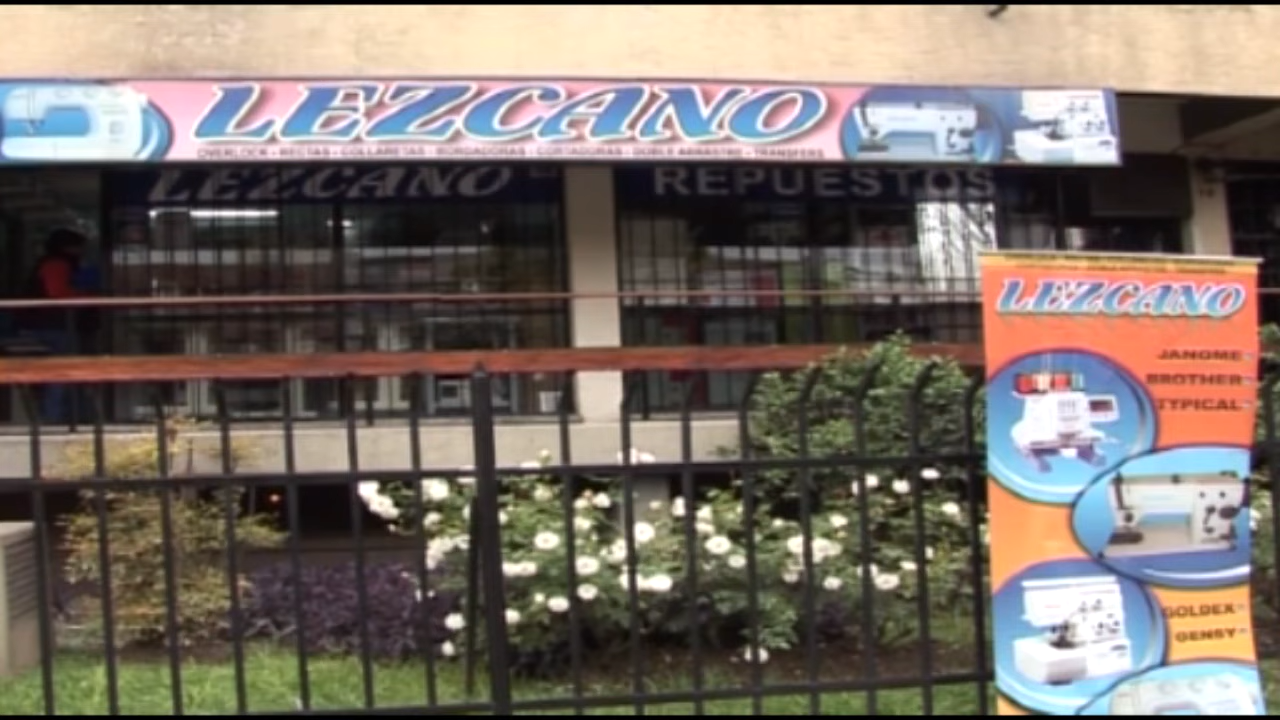 LEZCANO
OVERLOCK - RECTAS - COLLARETAS - BORDADORAS - CORTADORAS - DOBLE ARRASTRE - TRANSFERS
LEZCANO
REPUESTOS
LEZCANO
JANOME
BROTHER
TYPICAL
GOLDEX
GENSY